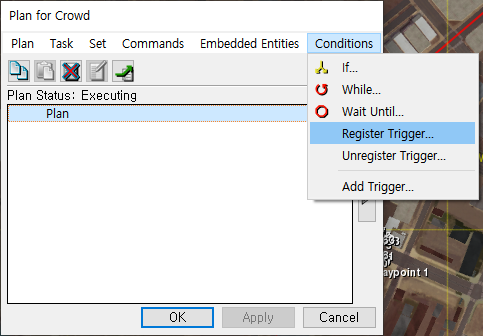 Plan for Crowd
Plan Task Set Commands Embedded Entities Conditions
If...
While...
Wait Until...
Register Trigger...
Unregister Trigger...
Add Trigger...
Plan Status: Executing
Plan
aypoint 1
OK Apply Cancel